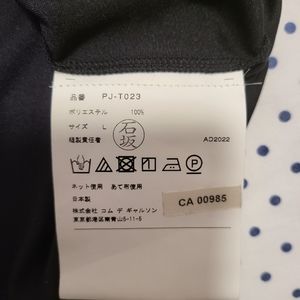 品番 PJ-T023
ポリエステル 100%
サイズ L
石坂
縫製責任者 AD2022
ネット使用 あて布使用
日本製
CA 00985
株式会社 コム デ ギャルソン
東京都港区南青山5-11-5